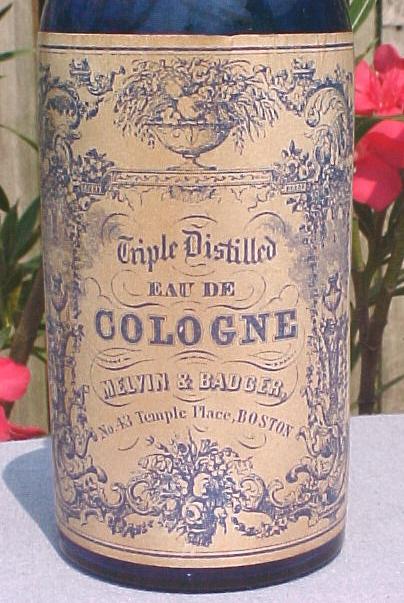 Triple Distilled
EAU DE
COLOGNE
MELVIN & BADGER,
No. 43 Temple Place, BOSTON